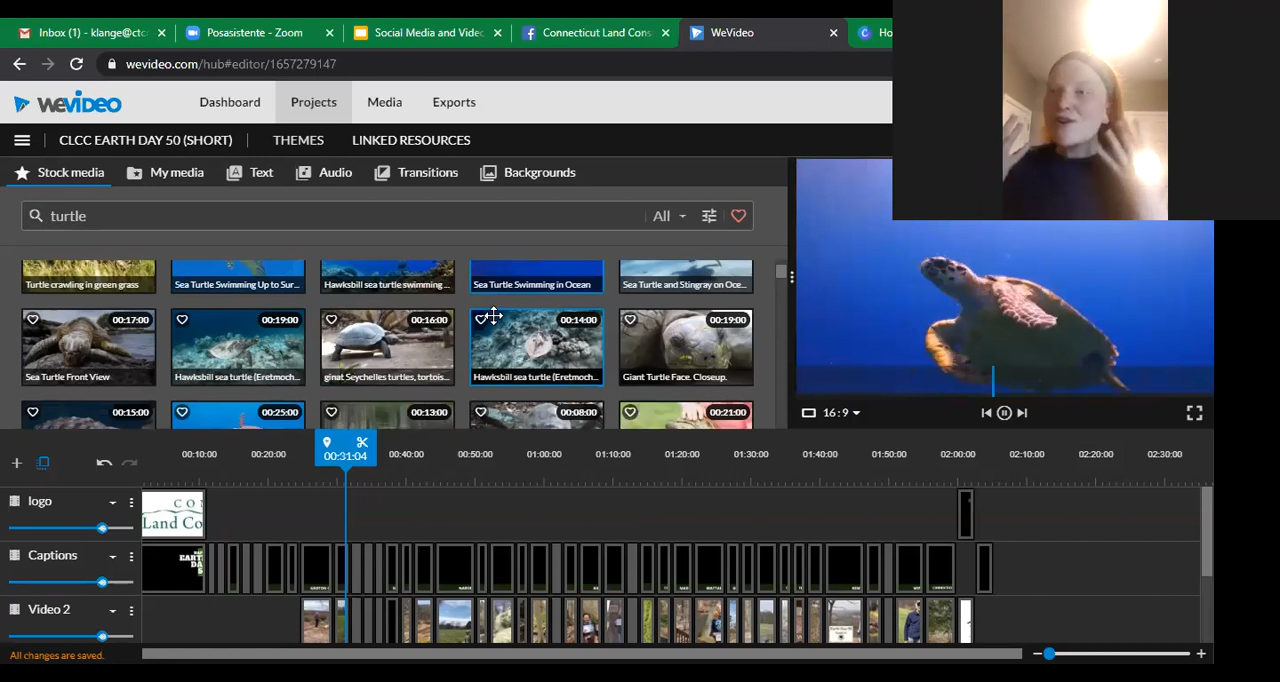 Inbox (1) - klange@ctc
Posasistente - Zoom
Social Media and Videc
Connecticut Land Cons
WeVideo
Ho
wevideo.com/hub#editor/1657279147
WEVIDEO
Dashboard
Projects
Media
Exports
CLCC EARTH DAY 50 (SHORT)
THEMES
LINKED RESOURCES
Stock media
My media
Text
Audio
Transitions
Backgrounds
turtle
All
Turtle crawling in green grass
Sea Turtle Swimming Up to Sur...
Hawksbill sea turtle swimming ...
Sea Turtle Swimming in Ocean
Sea Turtle and Stingray on Oce...
00:17:00
00:19:00
00:16:00
00:14:00
00:19:00
Sea Turtle Front View
Hawksbill sea turtle (Eretmoch...
ginat Seychelles turtles, tortois...
Hawksbill sea turtle (Eretmoch...
Giant Turtle Face. Closeup.
00:15:00
00:25:00
00:13:00
00:08:00
00:21:00
16:9
00:10:00
00:20:00
00:31:04
00:40:00
00:50:00
01:00:00
01:10:00
01:20:00
01:30:00
01:40:00
01:50:00
02:00:00
02:10:00
02:20:00
02:30:00
logo
CO
Land Co
Captions
EART
DA
5
Video 2
All changes are saved.